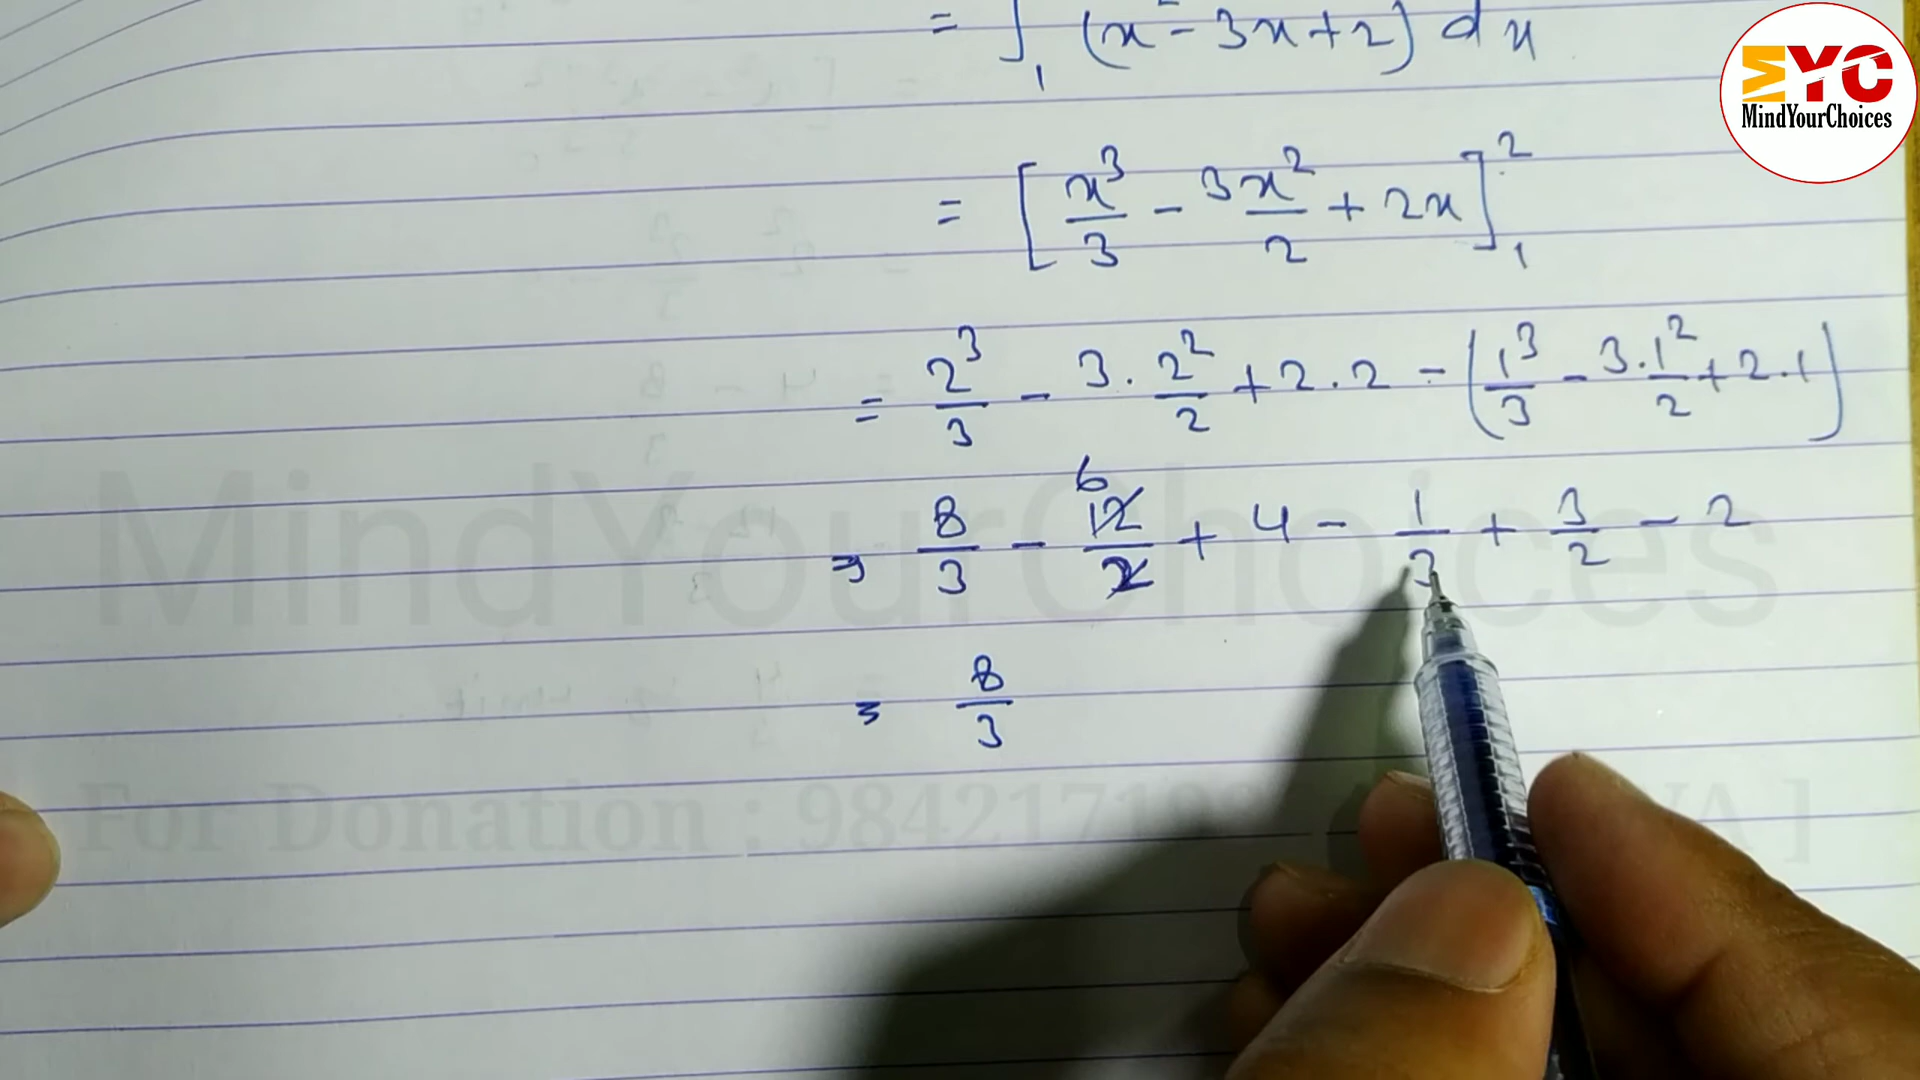 = ∫₁ (x² - 3x + 2) dx
MYC
MindYourChoices
= [x³/3 - 3x²/2 + 2x]₁²
= 2³/3 - 3·2²/2 + 2·2 - (1³/3 - 3·1²/2 + 2·1)
6
= 8/3 - 12/2 + 4 - 1/3 + 3/2 - 2
MindYourChoices
= 8/3
For Donation : 984217